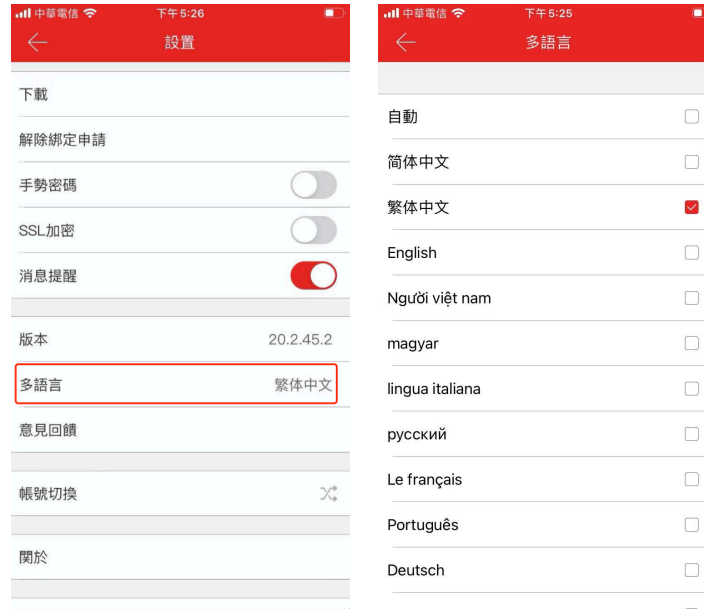 中華電信 下午5:26
設置
下載
解除綁定申請
手勢密碼
SSL加密
消息提醒
版本 20.2.45.2
多語言 繁体中文
意見回饋
帳號切換
関於
中華電信 下午5:25
多語言
自動
简体中文
繁体中文
English
Người việt nam
magyar
lingua italiana
русский
Le français
Português
Deutsch